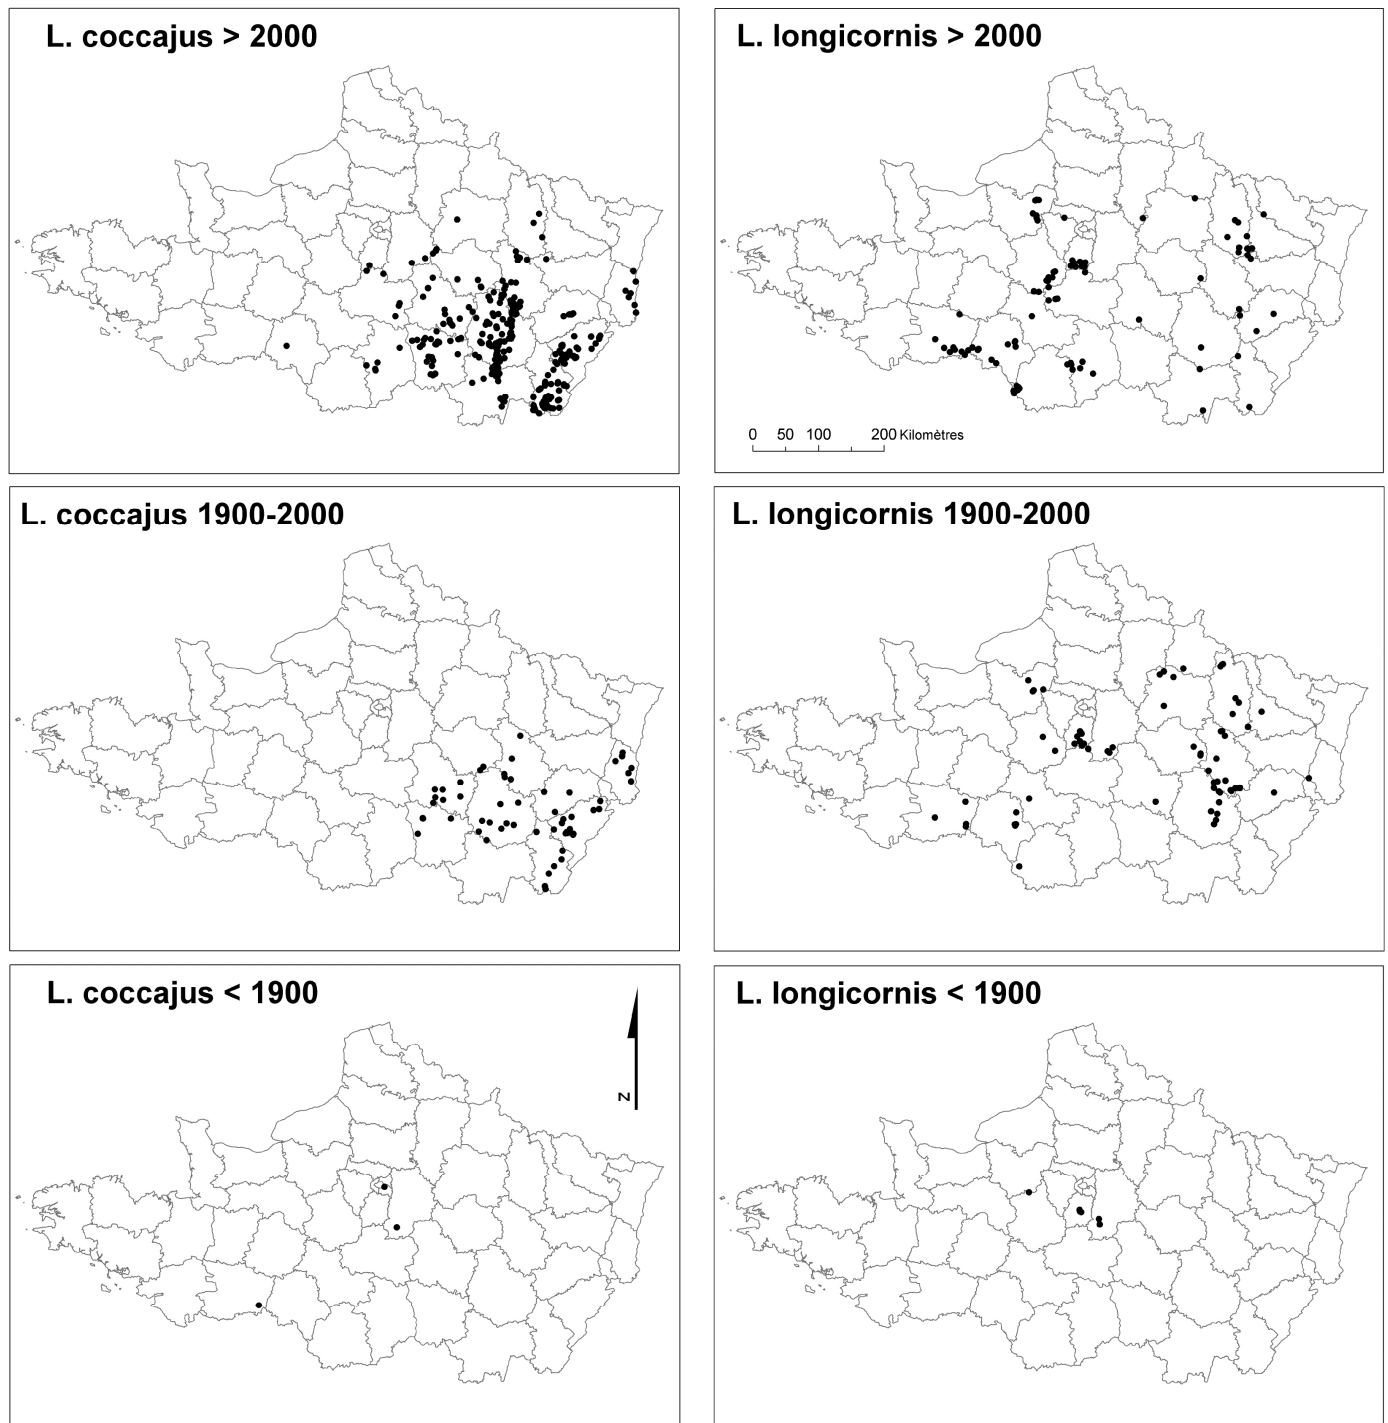 L. coccajus > 2000
L. longicornis > 2000
0 50 100 200 Kilomètres
L. coccajus 1900-2000
L. longicornis 1900-2000
L. coccajus < 1900
L. longicornis < 1900
N